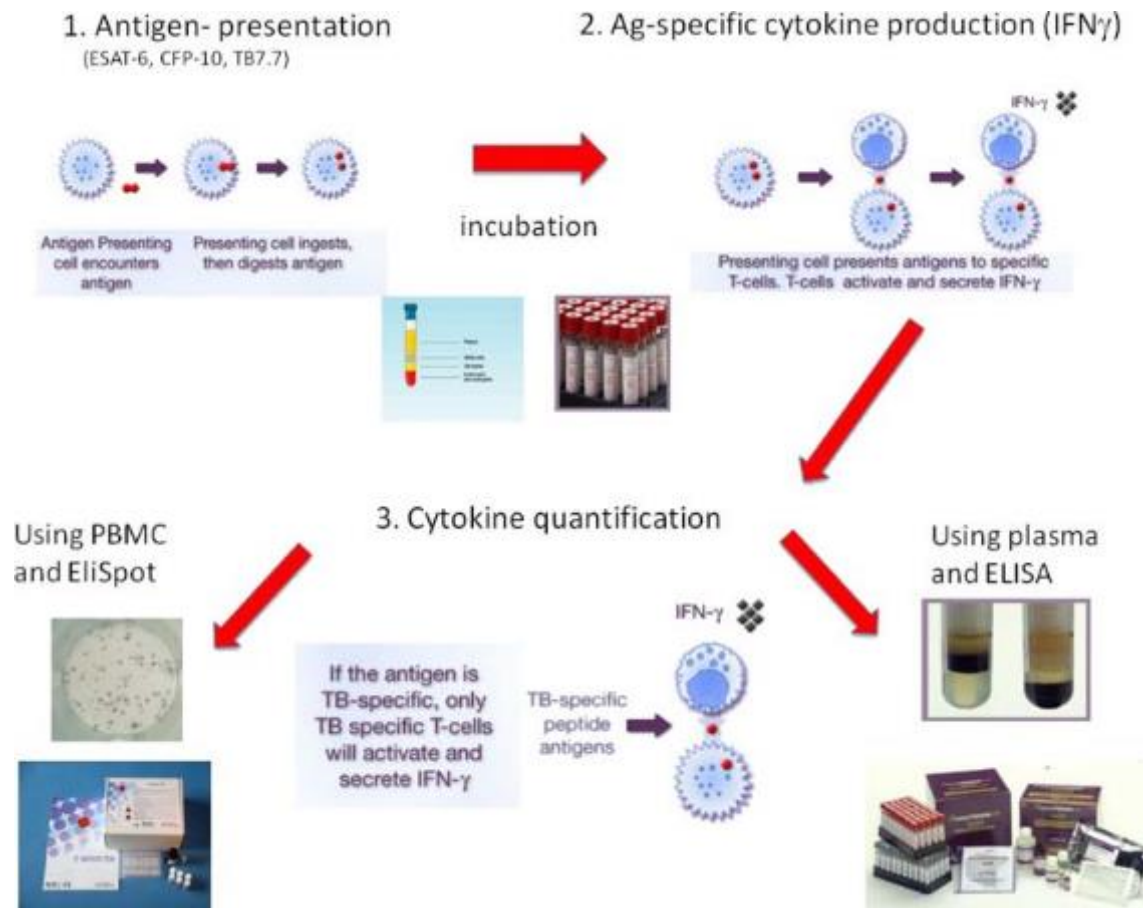 1. Antigen- presentation
(ESAT-6, CFP-10, TB7.7)
2. Ag-specific cytokine production (IFNγ)
IFN-γ
incubation
Antigen Presenting
cell encounters
antigen
Presenting cell ingests,
then digests antigen
Presenting cell presents antigens to specific
T-cells. T-cells activate and secrete IFN-γ
3. Cytokine quantification
Using PBMC
and EliSpot
Using plasma
and ELISA
IFN-γ
If the antigen is
TB-specific, only
TB specific T-cells
will activate and
secrete IFN-γ
TB-specific
peptide
antigens